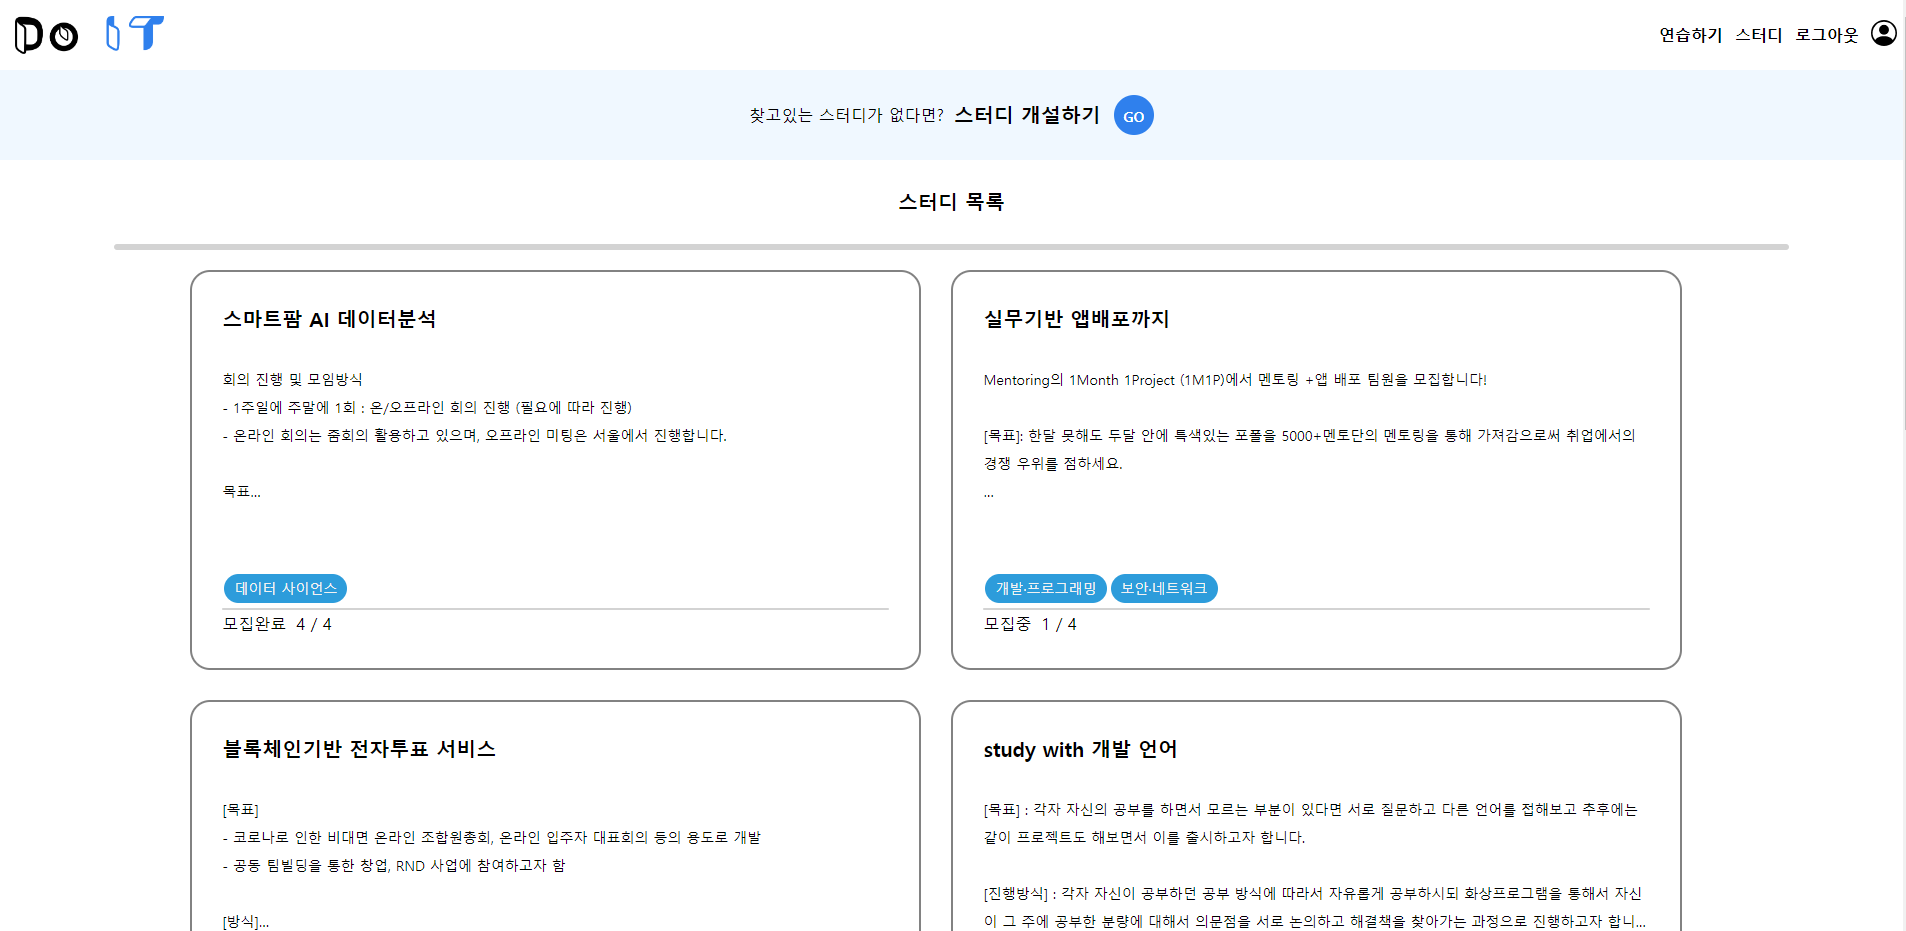 Do iT
연습하기 스터디 로그아웃
찾고있는 스터디가 없다면? 스터디 개설하기 GO
스터디 목록
스마트팜 AI 데이터분석
회의 진행 및 모임방식
- 1주일에 주말에 1회 : 온/오프라인 회의 진행 (필요에 따라 진행)
- 온라인 회의는 줌회의 활용하고 있으며, 오프라인 미팅은 서울에서 진행합니다.
목표...
데이터 사이언스
모집완료 4 / 4
실무기반 앱배포까지
Mentoring의 1Month 1Project (1M1P)에서 멘토링 +앱 배포 팀원을 모집합니다!
[목표]: 한달 못해도 두달 안에 특색있는 포폴을 5000+멘토단의 멘토링을 통해 가져감으로써 취업에서의
경쟁 우위를 점하세요.
...
개발·프로그래밍 보안·네트워크
모집중 1 / 4
블록체인기반 전자투표 서비스
[목표]
- 코로나로 인한 비대면 온라인 조합원총회, 온라인 입주자 대표회의 등의 용도로 개발
- 공동 팀빌딩을 통한 창업, RND 사업에 참여하고자 함
[방식]...
study with 개발 언어
[목표] : 각자 자신의 공부를 하면서 모르는 부분이 있다면 서로 질문하고 다른 언어를 접해보고 추후에는
같이 프로젝트도 해보면서 이를 출시하고자 합니다.
[진행방식] : 각자 자신이 공부하던 공부 방식에 따라서 자유롭게 공부하시되 화상프로그램을 통해서 자신
이 그 주에 공부한 분량에 대해서 의문점을 서로 논의하고 해결책을 찾아가는 과정으로 진행하고자 합니...